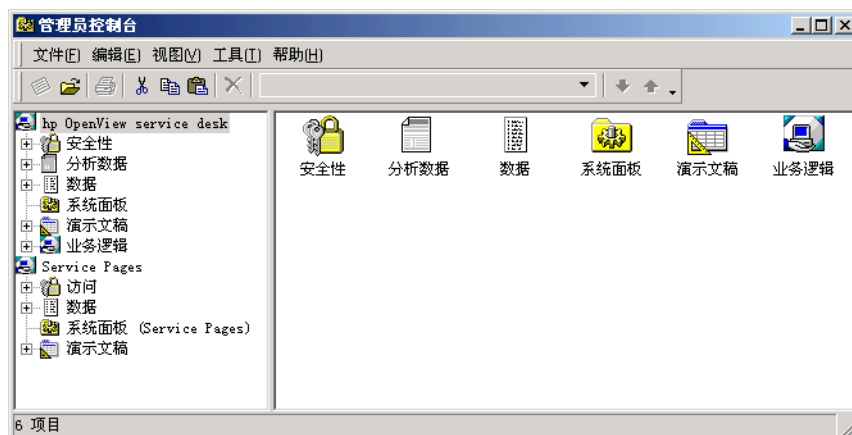 管理员控制台
文件(F) 编辑(E) 视图(V) 工具(T) 帮助(H)
hp OpenView service desk
安全性
分析数据
数据
系统面板
演示文稿
业务逻辑
Service Pages
访问
数据
系统面板 (Service Pages)
演示文稿
安全性 分析数据 数据 系统面板 演示文稿 业务逻辑
6 项目